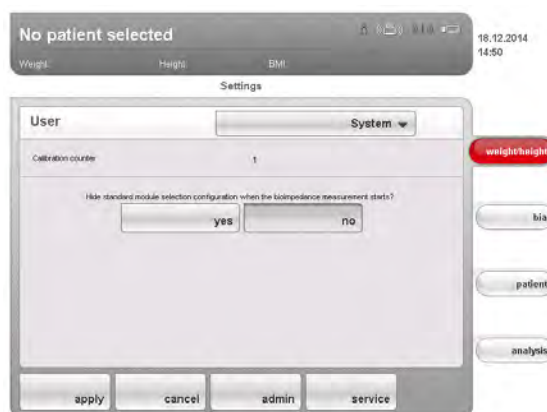 No patient selected
18.12.2014
14:50
Weight: Height: BMI:
Settings
User System
Calibration counter 1
Hide standard module selection configuration when the bioimpedance measurement starts?
yes no
weight/height
bia
patient
analysis
apply cancel admin service